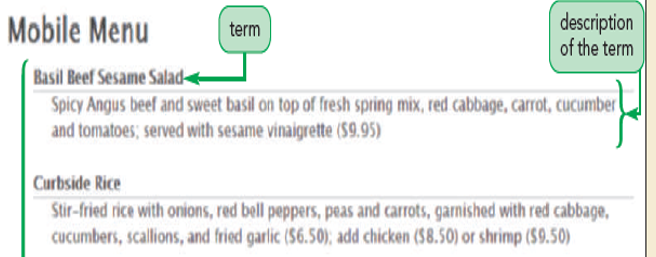 Mobile Menu
term
description
of the term
Basil Beef Sesame Salad
Spicy Angus beef and sweet basil on top of fresh spring mix, red cabbage, carrot, cucumber
and tomatoes; served with sesame vinaigrette ($9.95)
Curbside Rice
Stir-fried rice with onions, red bell peppers, peas and carrots, garnished with red cabbage,
cucumbers, scallions, and fried garlic ($6.50); add chicken ($8.50) or shrimp ($9.50)